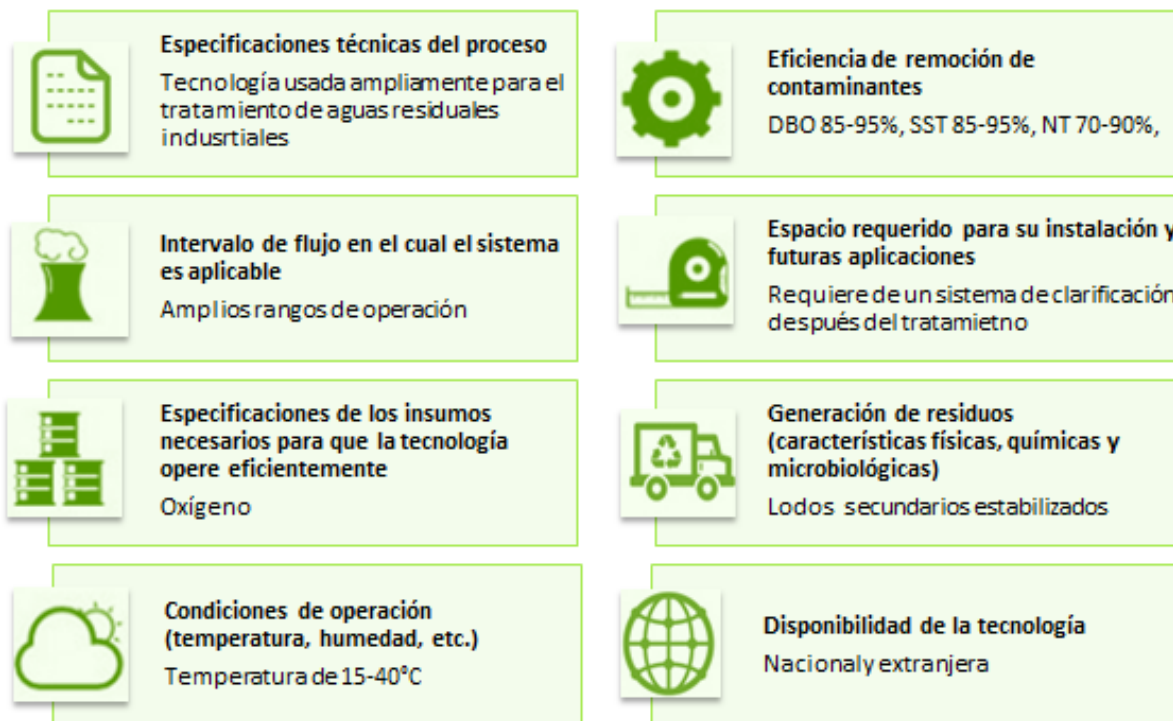 Especificaciones técnicas del proceso
Tecnología usada ampliamente para el
tratamiento de aguas residuales
indusrtiales
Eficiencia de remoción de
contaminantes
DBO 85-95%, SST 85-95%, NT 70-90%,
Intervalo de flujo en el cual el sistema
es aplicable
Amplios rangos de operación
Espacio requerido para su instalación y
futuras aplicaciones
Requiere de un sistema de clarificación
después del tratamietno
Especificaciones de los insumos
necesarios para que la tecnología
opere eficientemente
Oxígeno
Generación de residuos
(características físicas, químicas y
microbiológicas)
Lodos secundarios estabilizados
Condiciones de operación
(temperatura, humedad, etc.)
Temperatura de 15-40°C
Disponibilidad de la tecnología
Nacional y extranjera